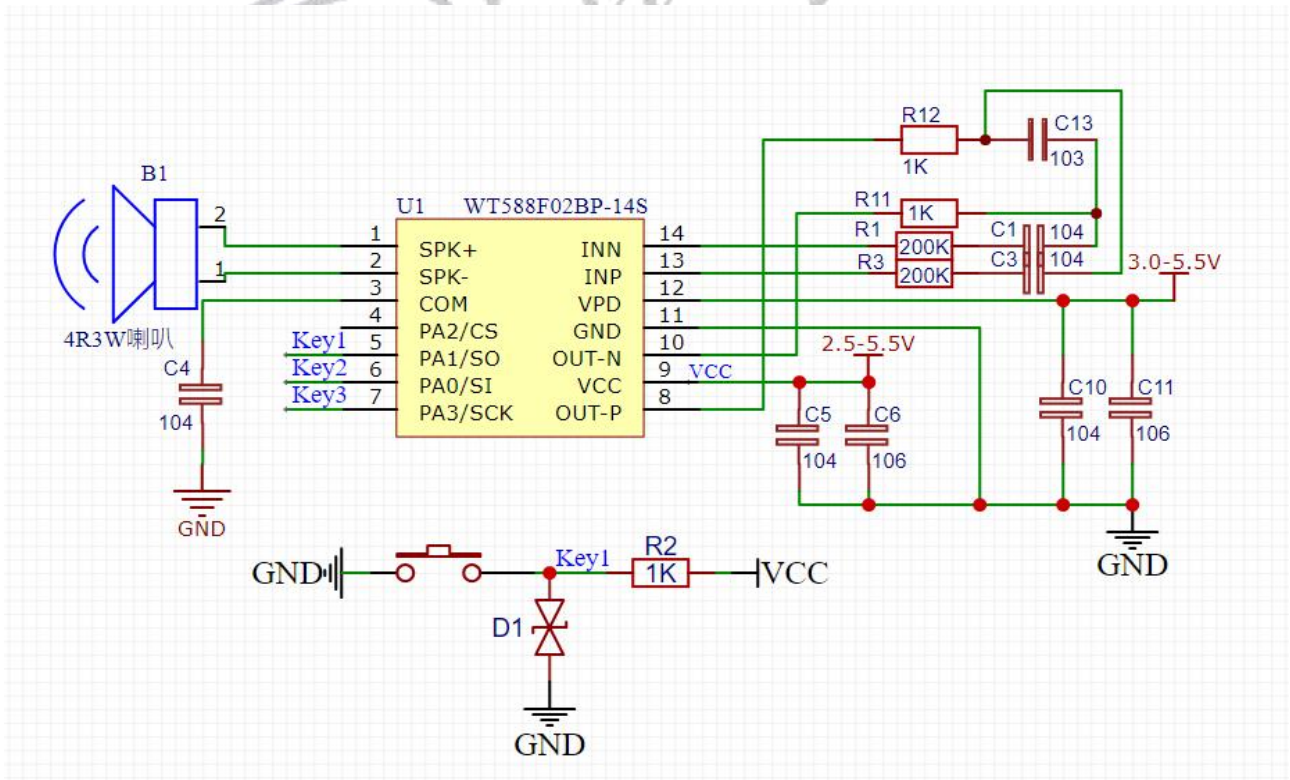 R12
1K
C13
103
B1
2
1
4R3W喇叭
U1 WT588F02BP-14S
1 SPK+ INN 14
2 SPK- INP 13
3 COM VPD 12
4 PA2/CS GND 11
Key1 5 PA1/SO OUT-N 10
Key2 6 PA0/SI VCC 9 VCC
Key3 7 PA3/SCK OUT-P 8
R11 1K
R1 200K C1 104
R3 200K C3 104
3.0-5.5V
2.5-5.5V
C4
104
GND
C5
104
C6
106
C10
104
C11
106
GND
GND Key1 R2 1K VCC
D1
GND